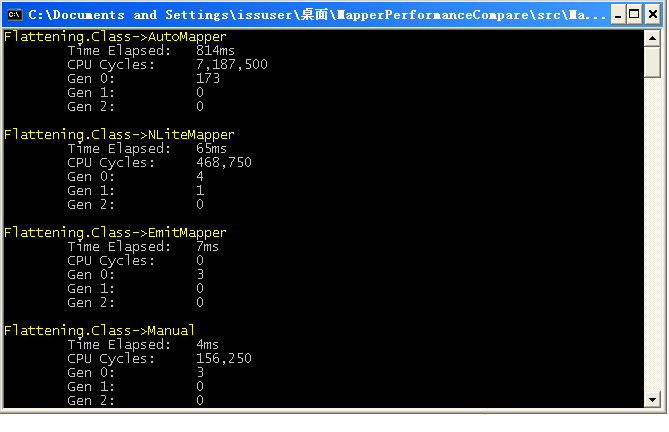 C:\Documents and Settings\issuser\桌面\MapperPerformanceCompare\src\Ma...
Flattening.Class->AutoMapper
Time Elapsed: 814ms
CPU Cycles: 7,187,500
Gen 0: 173
Gen 1: 0
Gen 2: 0
Flattening.Class->NLiteMapper
Time Elapsed: 65ms
CPU Cycles: 468,750
Gen 0: 4
Gen 1: 1
Gen 2: 0
Flattening.Class->EmitMapper
Time Elapsed: 7ms
CPU Cycles: 0
Gen 0: 3
Gen 1: 0
Gen 2: 0
Flattening.Class->Manual
Time Elapsed: 4ms
CPU Cycles: 156,250
Gen 0: 3
Gen 1: 0
Gen 2: 0